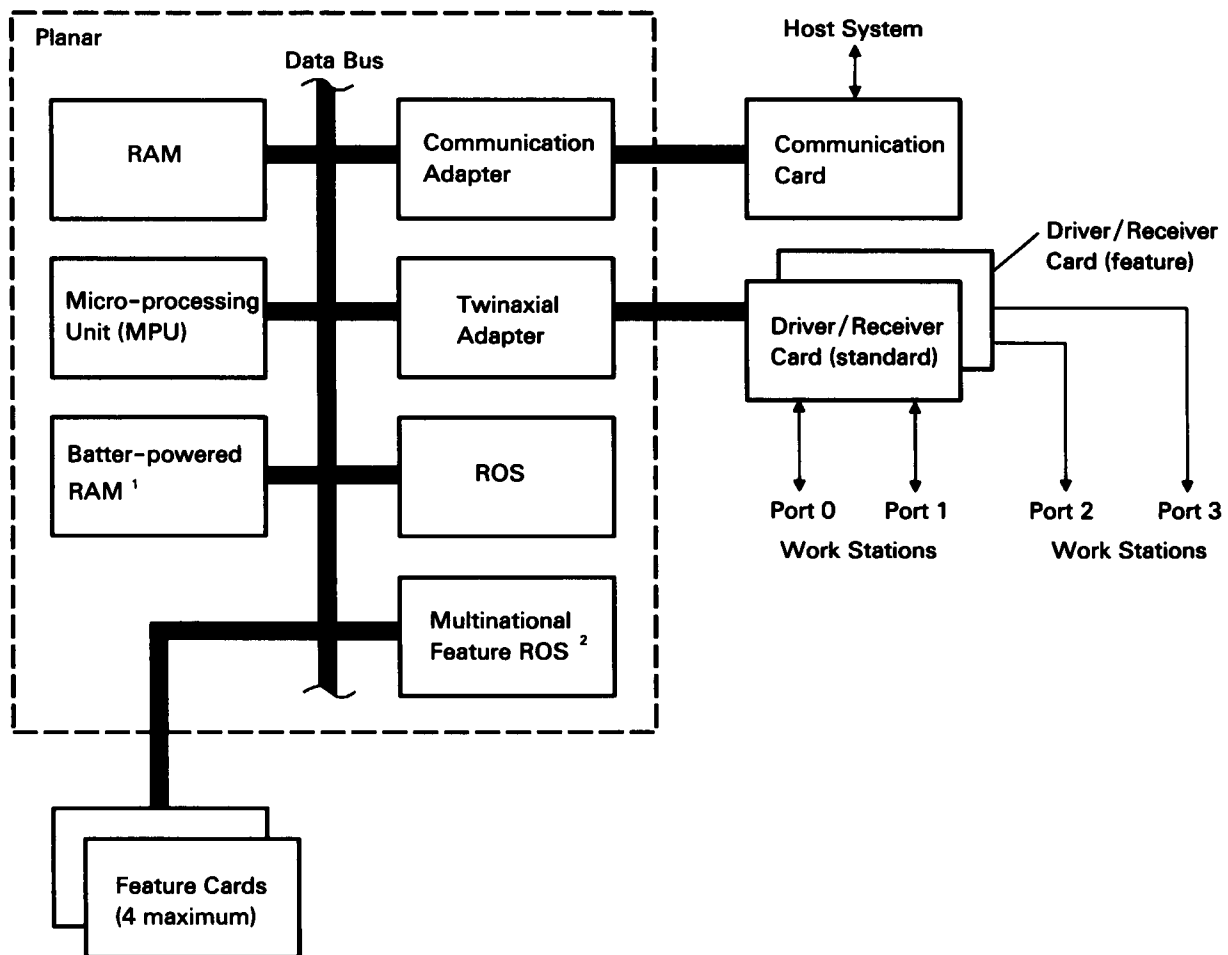 Planar
Data Bus
Host System
RAM
Communication
Adapter
Communication
Card
Driver/Receiver
Card (feature)
Micro-processing
Unit (MPU)
Twinaxial
Adapter
Driver/Receiver
Card (standard)
Batter-powered
RAM 1
ROS
Port 0
Port 1
Port 2
Port 3
Work Stations
Work Stations
Multinational
Feature ROS 2
Feature Cards
(4 maximum)